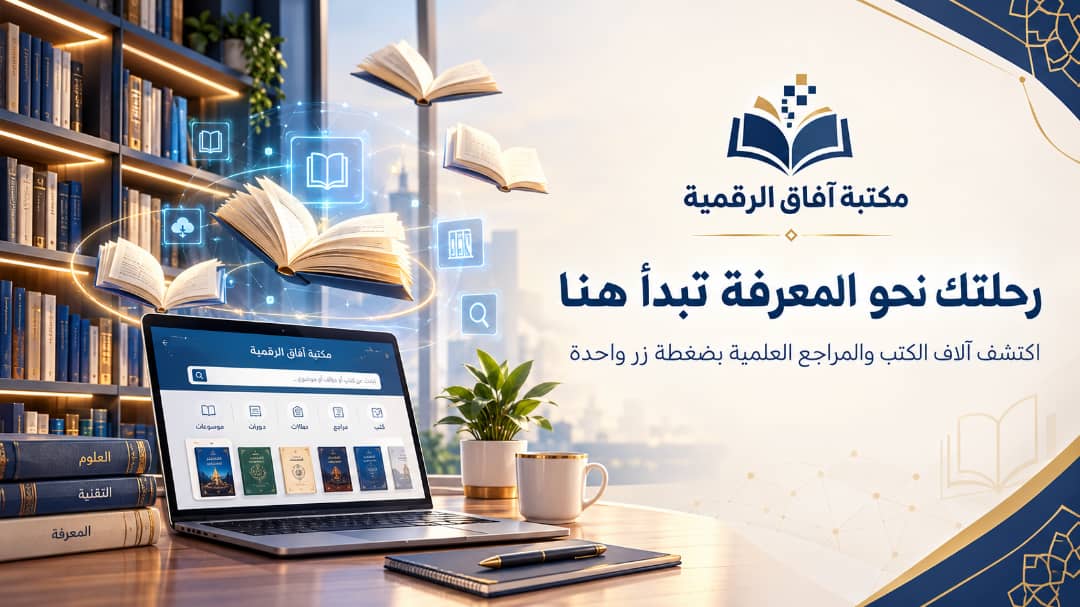 مكتبة آفاق الرقمية
رحلتك نحو المعرفة تبدأ هنا
اكتشف آلاف الكتب والمراجع العلمية بضغطة زر واحدة
مكتبة آفاق الرقمية
كتب
مراجع
دورات
موسوعات
العلوم
التقنية
المعرفة